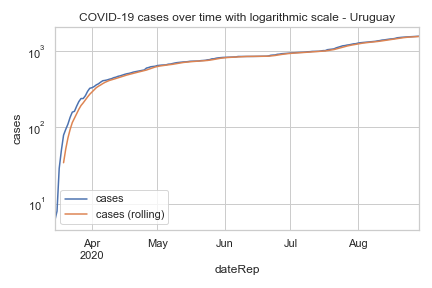 COVID-19 cases over time with logarithmic scale - Uruguay
10³
10²
10¹
cases
cases
cases (rolling)
Apr May Jun Jul Aug
2020
dateRep